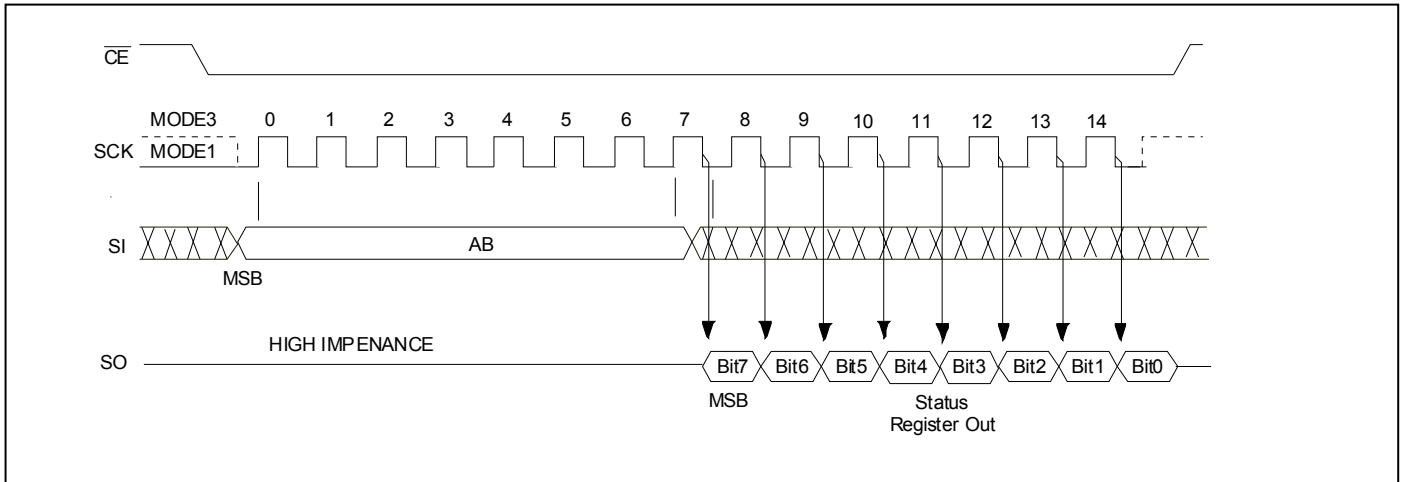 CE
MODE3 0 1 2 3 4 5 6 7 8 9 10 11 12 13 14
SCK MODE1
SI AB
MSB
HIGH IMPENANCE
SO Bit7 Bit6 Bit5 Bit4 Bit3 Bit2 Bit1 Bit0
MSB Status
Register Out